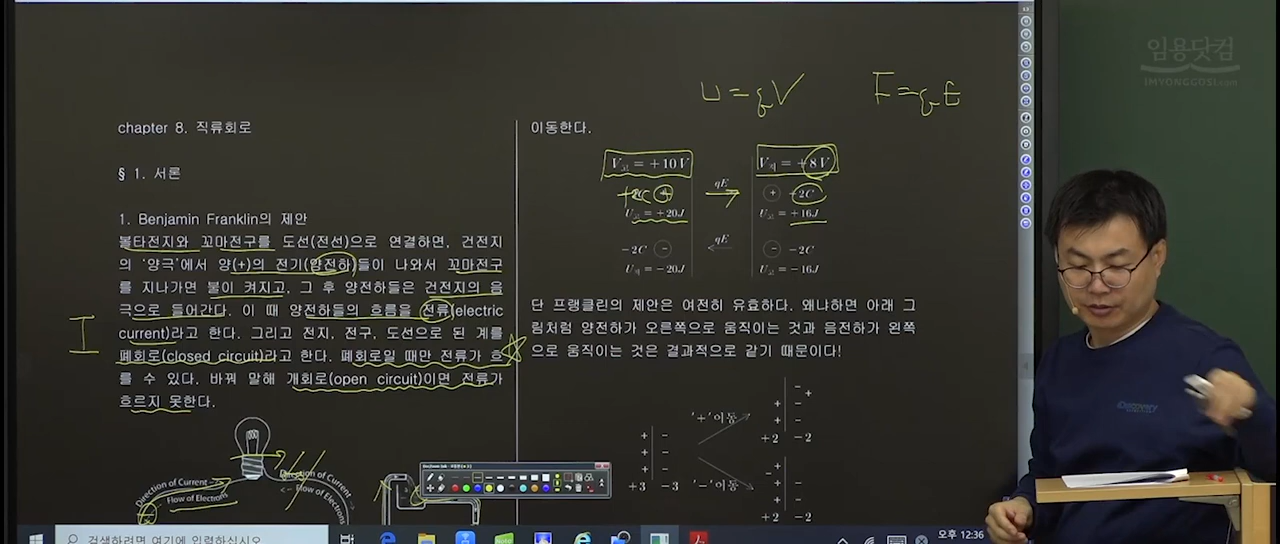 임용닷컴
IMYONGGOSI.com
U=qV
F=qE
chapter 8. 직류회로
§ 1. 서론
1. Benjamin Franklin의 제안
볼타전지와 꼬마전구를 도선(전선)으로 연결하면, 건전지
의 '양극'에서 양(+)의 전기(양전하)들이 나와서 꼬마전구
를 지나가면 불이 켜지고, 그 후 양전하들은 건전지의 음
극으로 들어간다. 이 때 양전하들의 흐름을 전류(electric
current)라고 한다. 그리고 전지, 전구, 도선으로 된 계를
폐회로(closed circuit)라고 한다. 폐회로일 때만 전류가 흐
를 수 있다. 바꿔 말해 개회로(open circuit)이면 전류가
흐르지 못한다.
I
Direction of Current
Flow of Electrons
Direction of Current
Flow of Electrons
이동한다.
V고 = +10V
V저 = +8V
+2C +
qE
+ +2C
U고 = +20J
U저 = +16J
-2C -
qE
- -2C
U저 = -20J
U고 = -16J
단 프랭클린의 제안은 여전히 유효하다. 왜냐하면 아래 그
림처럼 양전하가 오른쪽으로 움직이는 것과 음전하가 왼쪽
으로 움직이는 것은 결과적으로 같기 때문이다!
'+'이동
'-'이동
+3 -3
+2 -2
+2 -2
검색하려면 여기에 입력하십시오.
오후 12:36